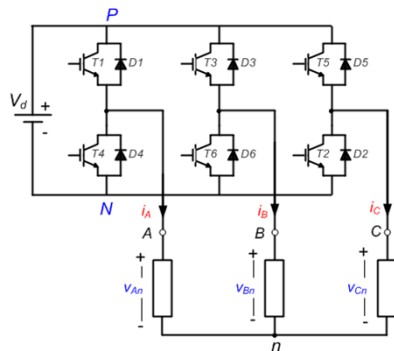 P
T1 D1 T3 D3 T5 D5
V_d + -
T4 D4 T6 D6 T2 D2
N
i_A i_B i_C
A B C
+ + +
v_An v_Bn v_Cn
- - -
n